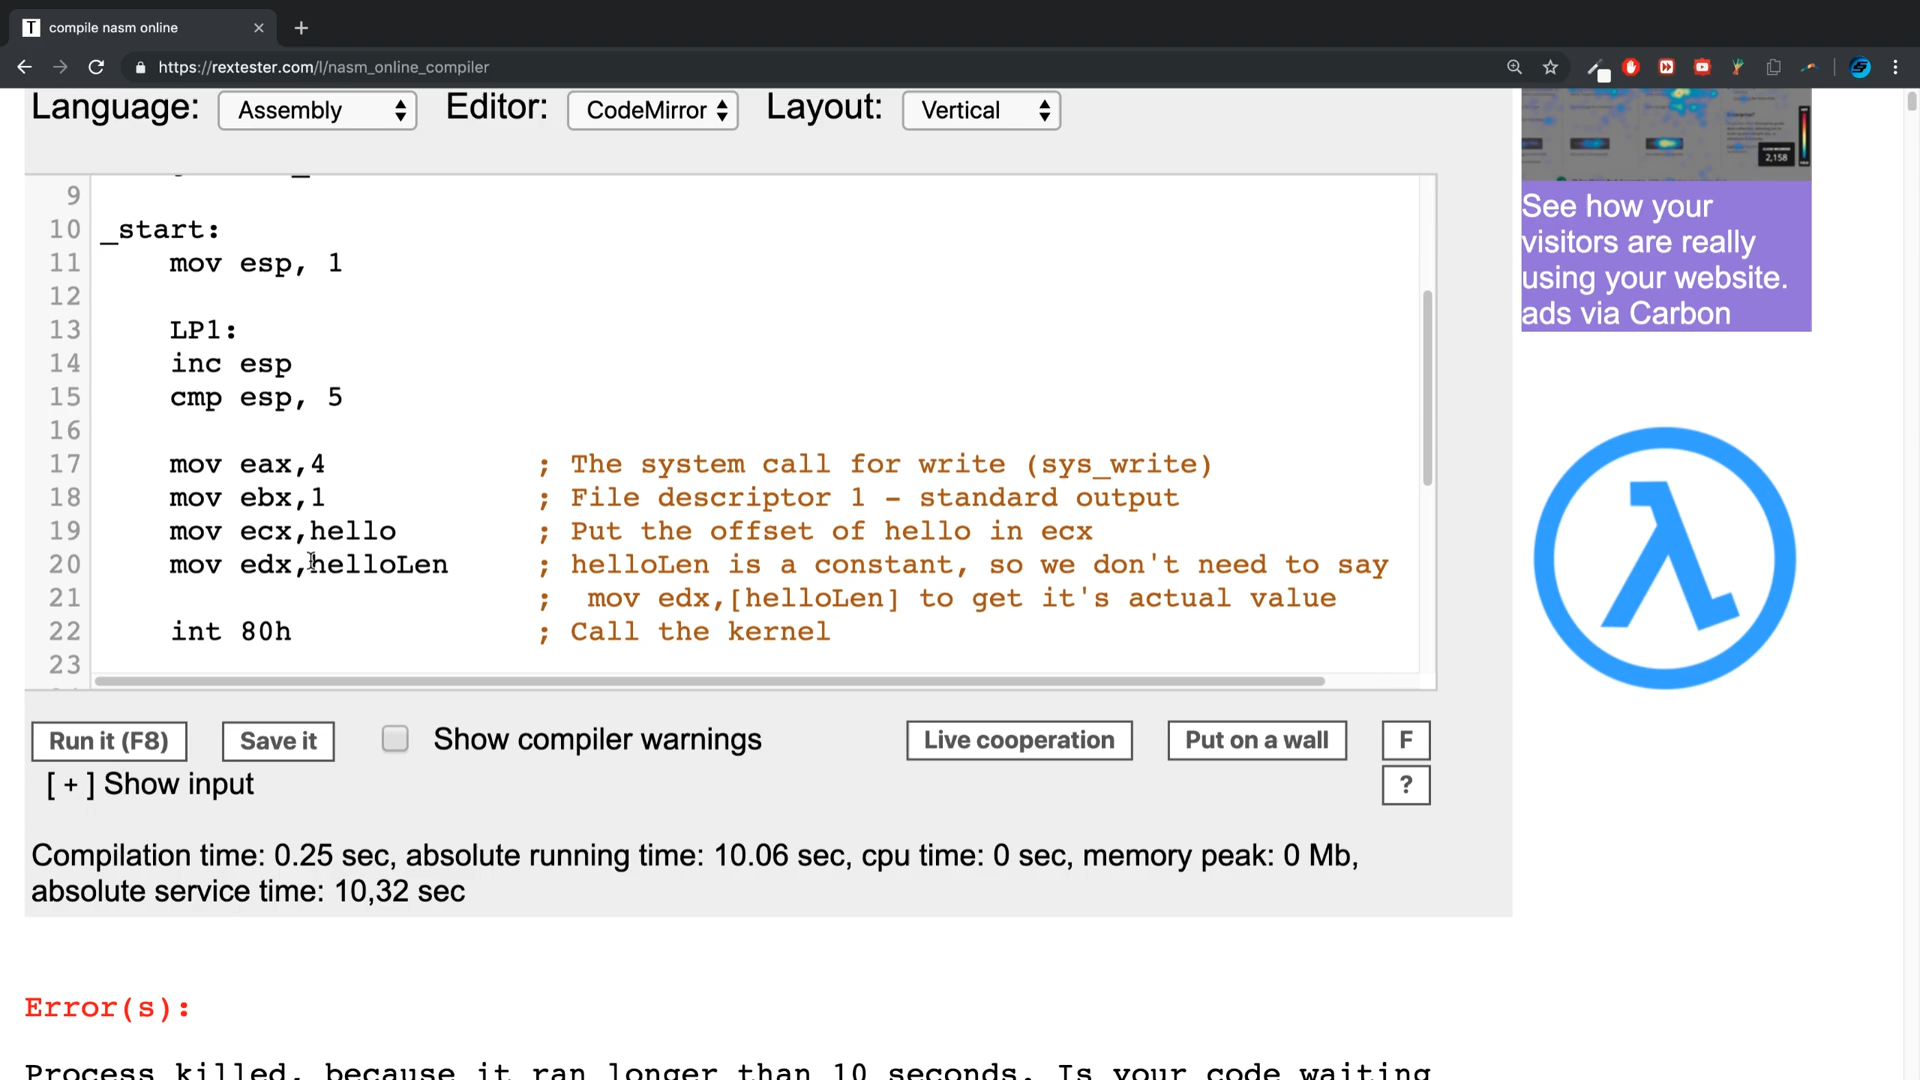 compile nasm online
https://rextester.com/l/nasm_online_compiler
Language: Assembly Editor: CodeMirror Layout: Vertical
9
10 _start:
11 mov esp, 1
12
13 LP1:
14 inc esp
15 cmp esp, 5
16
17 mov eax,4 ; The system call for write (sys_write)
18 mov ebx,1 ; File descriptor 1 - standard output
19 mov ecx,hello ; Put the offset of hello in ecx
20 mov edx,helloLen ; helloLen is a constant, so we don't need to say
21 ; mov edx,[helloLen] to get it's actual value
22 int 80h ; Call the kernel
23
Run it (F8) Save it Show compiler warnings Live cooperation Put on a wall F
[ + ] Show input ?
Compilation time: 0.25 sec, absolute running time: 10.06 sec, cpu time: 0 sec, memory peak: 0 Mb,
absolute service time: 10,32 sec
Error(s):
Process killed, because it ran longer than 10 seconds. Is your code waiting
2,158
See how your
visitors are really
using your website.
ads via Carbon